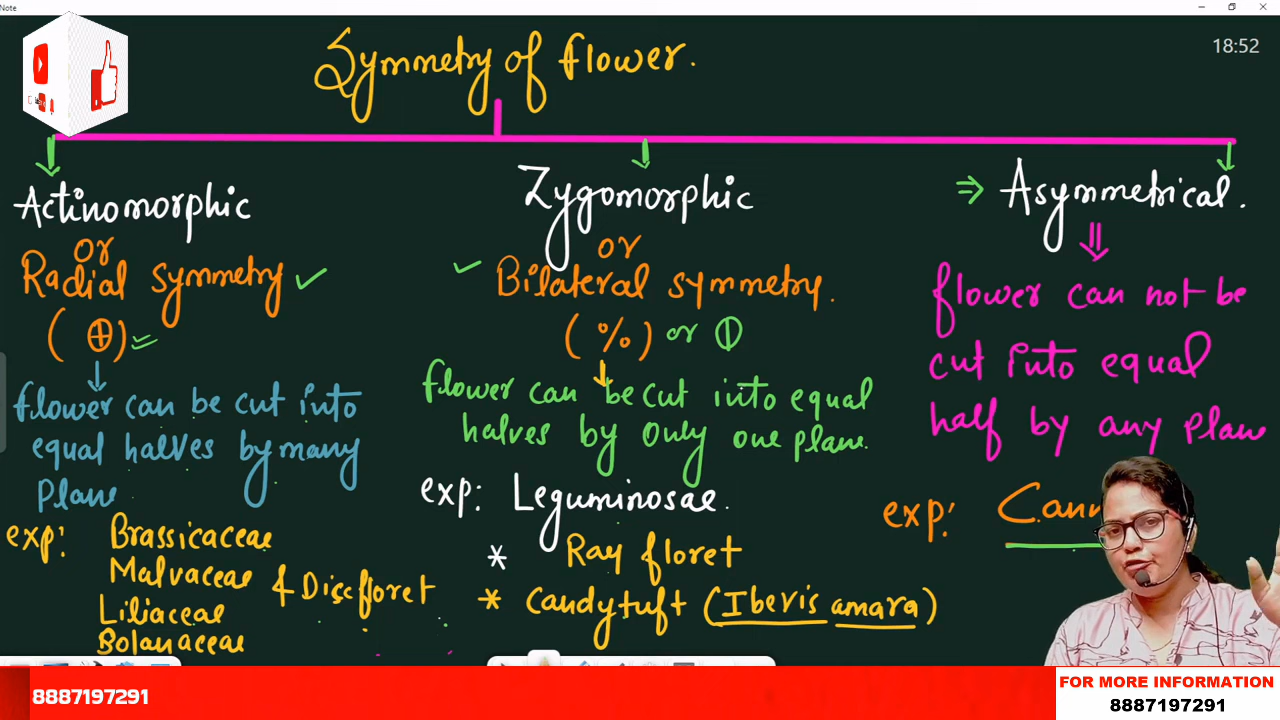 Note
18:52
Symmetry of flower.
Actinomorphic
or
Radial symmetry
(⊕)
flower can be cut into
equal halves by many
Plane
exp:
Brassicaceae
Malvaceae & Disc floret
Liliaceae
Bolanaceae
Zygomorphic
or
Bilateral symmetry.
(%) or
flower can be cut into equal
halves by only one plane.
exp: Leguminosae.
* Ray floret
* Candytuft (Iberis amara)
⇒ Asymmetrical.
flower can not be
cut into equal
half by any plane
exp:
8887197291
FOR MORE INFORMATION
8887197291